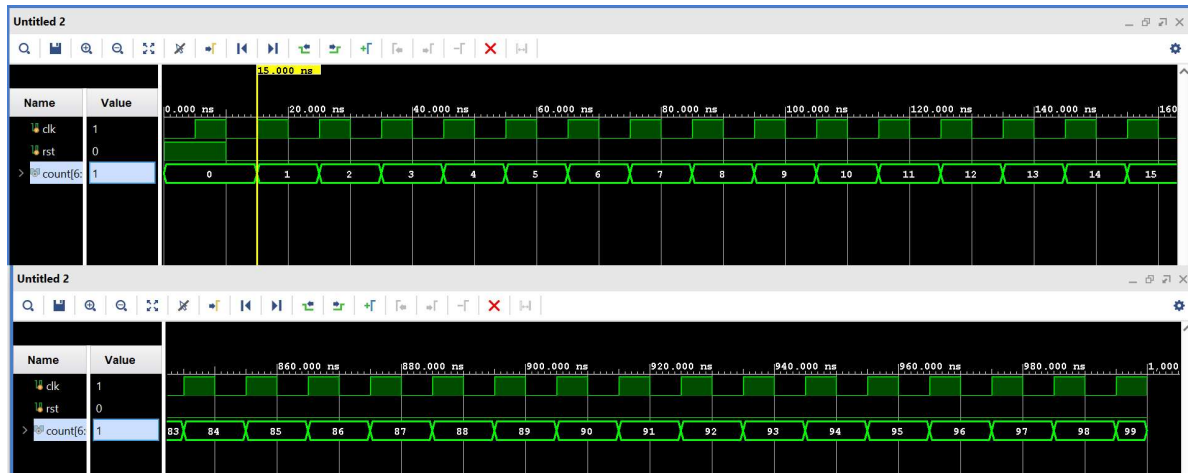 Untitled 2
15.000 ns
Name Value 0.000 ns 20.000 ns 40.000 ns 60.000 ns 80.000 ns 100.000 ns 120.000 ns 140.000 ns 160
clk 1
rst 0
count[6: 1 0 1 2 3 4 5 6 7 8 9 10 11 12 13 14 15
Untitled 2
Name Value 860.000 ns 880.000 ns 900.000 ns 920.000 ns 940.000 ns 960.000 ns 980.000 ns 1,000
clk 1
rst 0
count[6: 1 83 84 85 86 87 88 89 90 91 92 93 94 95 96 97 98 99